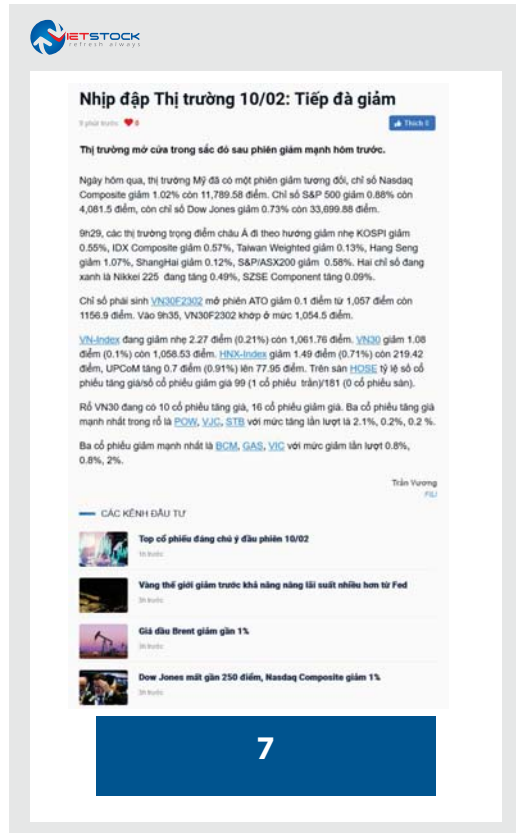 VIETSTOCK
refresh always
Nhịp đập Thị trường 10/02: Tiếp đà giảm
9 phút trước 0
Thích 0
Thị trường mở cửa trong sắc đỏ sau phiên giảm mạnh hôm trước.
Ngày hôm qua, thị trường Mỹ đã có một phiên giảm tương đối, chỉ số Nasdaq
Composite giảm 1.02% còn 11,789.58 điểm. Chỉ số S&P 500 giảm 0.88% còn
4,081.5 điểm, còn chỉ số Dow Jones giảm 0.73% còn 33,699.88 điểm.
9h29, các thị trường trọng điểm châu Á đi theo hướng giảm nhẹ KOSPI giảm
0.55%, IDX Composite giảm 0.57%, Taiwan Weighted giảm 0.13%, Hang Seng
giảm 1.07%, ShangHai giảm 0.12%, S&P/ASX200 giảm 0.58%. Hai chỉ số đang
xanh là Nikkei 225 đang tăng 0.49%, SZSE Component tăng 0.09%.
Chỉ số phái sinh VN30F2302 mở phiên ATO giảm 0.1 điểm từ 1,057 điểm còn
1156.9 điểm. Vào 9h35, VN30F2302 khớp ở mức 1,054.5 điểm.
VN-Index đang giảm nhẹ 2.27 điểm (0.21%) còn 1,061.76 điểm. VN30 giảm 1.08
điểm (0.1%) còn 1,058.53 điểm. HNX-Index giảm 1.49 điểm (0.71%) còn 219.42
điểm, UPCoM tăng 0.7 điểm (0.91%) lên 77.95 điểm. Trên sàn HOSE tỷ lệ số cổ
phiếu tăng giá/số cổ phiếu giảm giá 99 (1 cổ phiếu trần)/181 (0 cổ phiếu sàn).
Rổ VN30 đang có 10 cổ phiếu tăng giá, 16 cổ phiếu giảm giá. Ba cổ phiếu tăng giá
mạnh nhất trong rổ là POW, VJC, STB với mức tăng lần lượt là 2.1%, 0.2%, 0.2 %.
Ba cổ phiếu giảm mạnh nhất là BCM, GAS, VIC với mức giảm lần lượt 0.8%,
0.8%, 2%.
Trần Vương
FILI
CÁC KÊNH ĐẦU TƯ
Top cổ phiếu đáng chú ý đầu phiên 10/02
1h trước
Vàng thế giới giảm trước khả năng nâng lãi suất nhiều hơn từ Fed
3h trước
Giá dầu Brent giảm gần 1%
3h trước
Dow Jones mất gần 250 điểm, Nasdaq Composite giảm 1%
3h trước
7